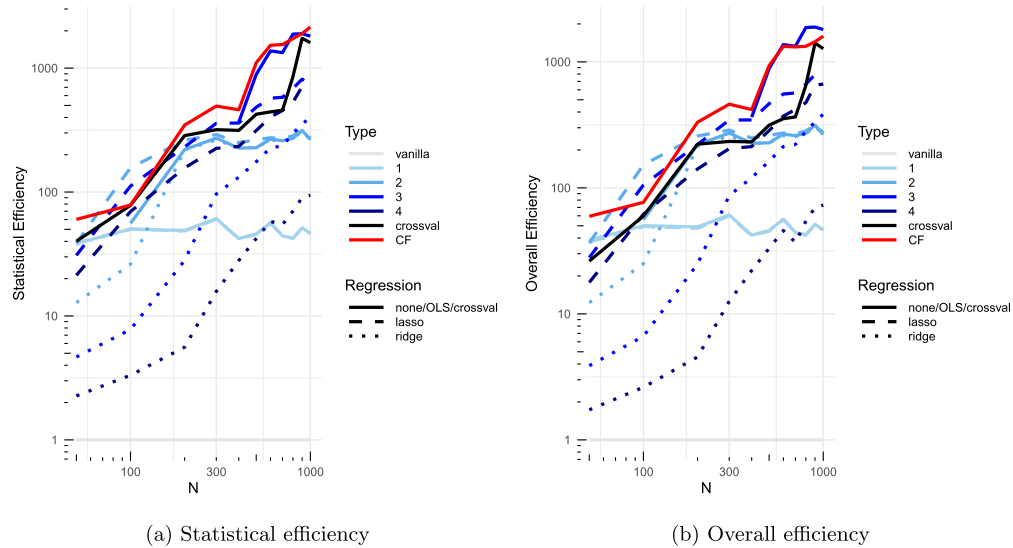 Statistical Efficiency
1000
100
10
1
100
300
1000
N
Type
vanilla
1
2
3
4
crossval
CF
Regression
none/OLS/crossval
lasso
ridge
(a) Statistical efficiency
Overall Efficiency
1000
100
10
1
100
300
1000
N
Type
vanilla
1
2
3
4
crossval
CF
Regression
none/OLS/crossval
lasso
ridge
(b) Overall efficiency